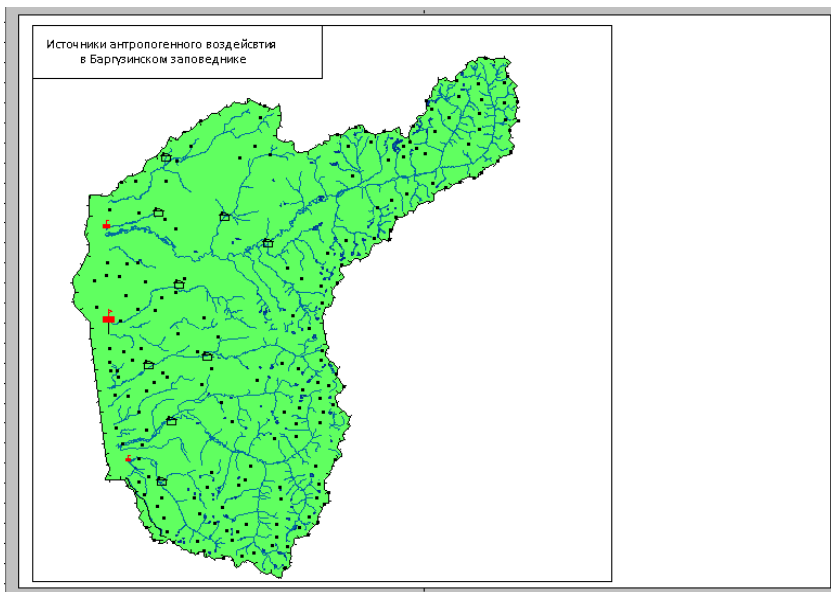 Источники антропогенного воздейсвтия
в Баргузинском заповеднике